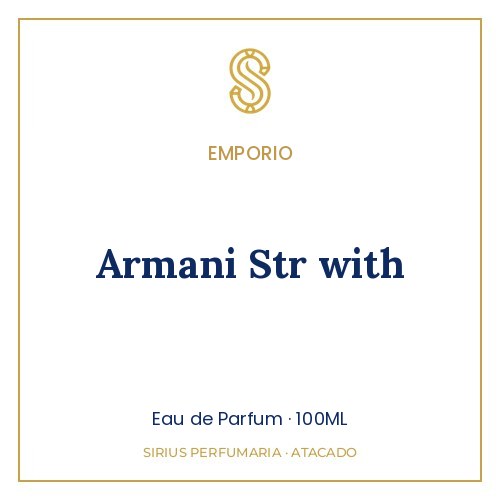 EMPORIO
Armani Str with
Eau de Parfum · 100ML
SIRIUS PERFUMARIA · ATACADO